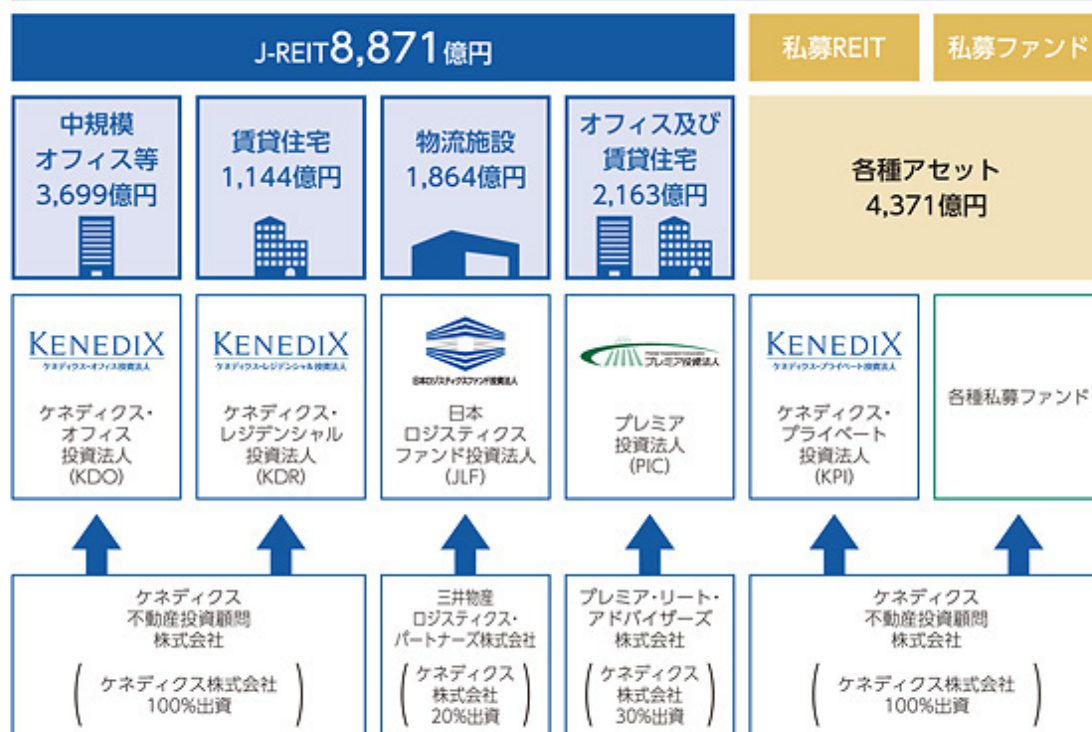 J-REIT8,871億円
私募REIT
私募ファンド
中規模
オフィス等
3,699億円
賃貸住宅
1,144億円
物流施設
1,864億円
オフィス及び
賃貸住宅
2,163億円
各種アセット
4,371億円
KENEDIX
ケネディクス・オフィス投資法人
ケネディクス・
オフィス
投資法人
(KDO)
KENEDIX
ケネディクス・レジデンシャル投資法人
ケネディクス・
レジデンシャル
投資法人
(KDR)
日本ロジスティクスファンド投資法人
日本
ロジスティクス
ファンド投資法人
(JLF)
プレミア投資法人
プレミア
投資法人
(PIC)
KENEDIX
ケネディクス・プライベート投資法人
ケネディクス・
プライベート
投資法人
(KPI)
各種私募ファンド
ケネディクス
不動産投資顧問
株式会社
ケネディクス株式会社
100%出資
三井物産
ロジスティクス・
パートナーズ株式会社
ケネディクス
株式会社
20%出資
プレミア・リート・
アドバイザーズ
株式会社
ケネディクス
株式会社
30%出資
ケネディクス
不動産投資顧問
株式会社
ケネディクス株式会社
100%出資